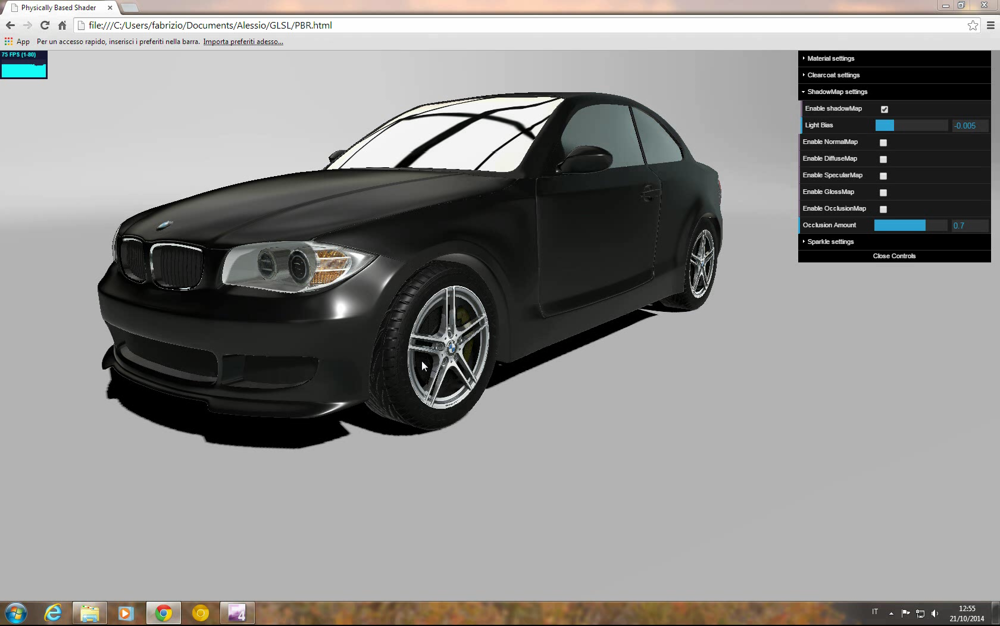 Physically Based Shader
file:///C:/Users/fabrizio/Documents/Alessio/GLSL/PBR.html
App Per un accesso rapido, inserisci i preferiti nella barra. Importa preferiti adesso...
75 FPS (1-80)
Material settings
Clearcoat settings
ShadowMap settings
Enable shadowMap
Light Bias -0.005
Enable NormalMap
Enable DiffuseMap
Enable SpecularMap
Enable GlossMap
Enable OcclusionMap
Occlusion Amount 0.7
Sparkle settings
Close Controls
4
IT
12:55
21/10/2014